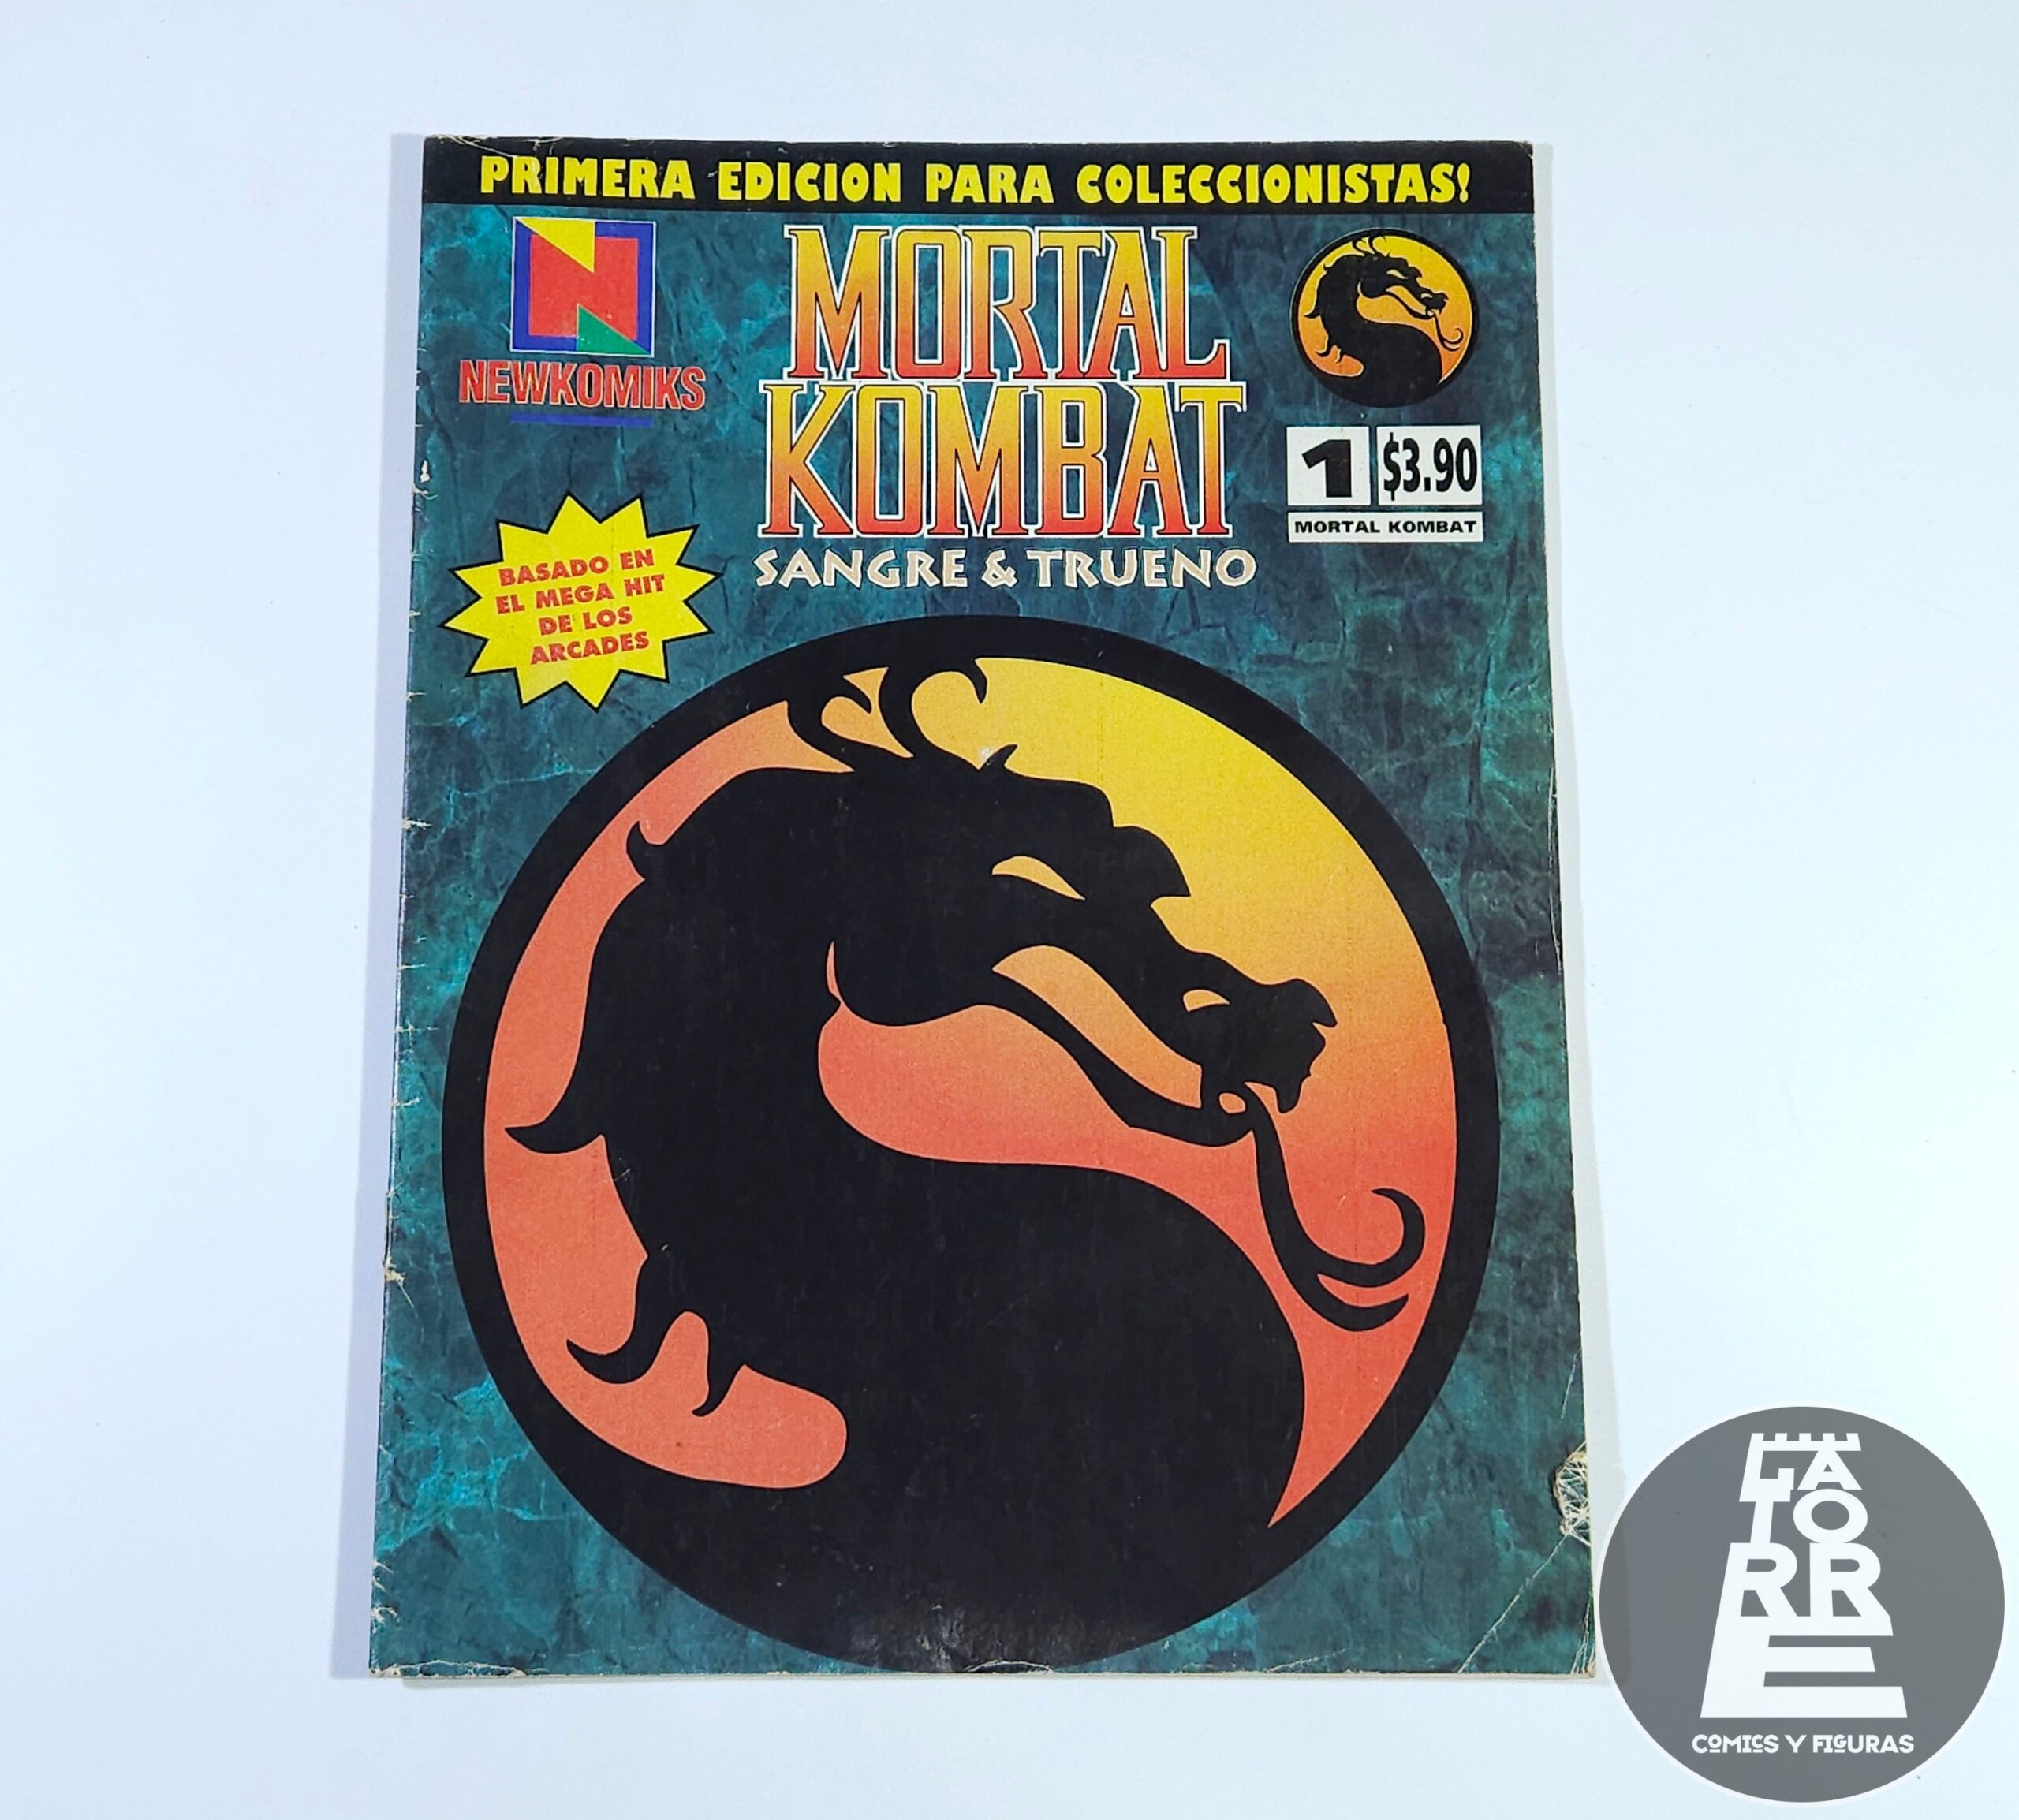 PRIMERA EDICION PARA COLECCIONISTAS!
N
NEWKOMIKS
MORTAL
KOMBAT
SANGRE & TRUENO
1
$3.90
MORTAL KOMBAT
BASADO EN
EL MEGA HIT
DE LOS
ARCADES
LA
TO
RR
E
COMICS Y FIGURAS